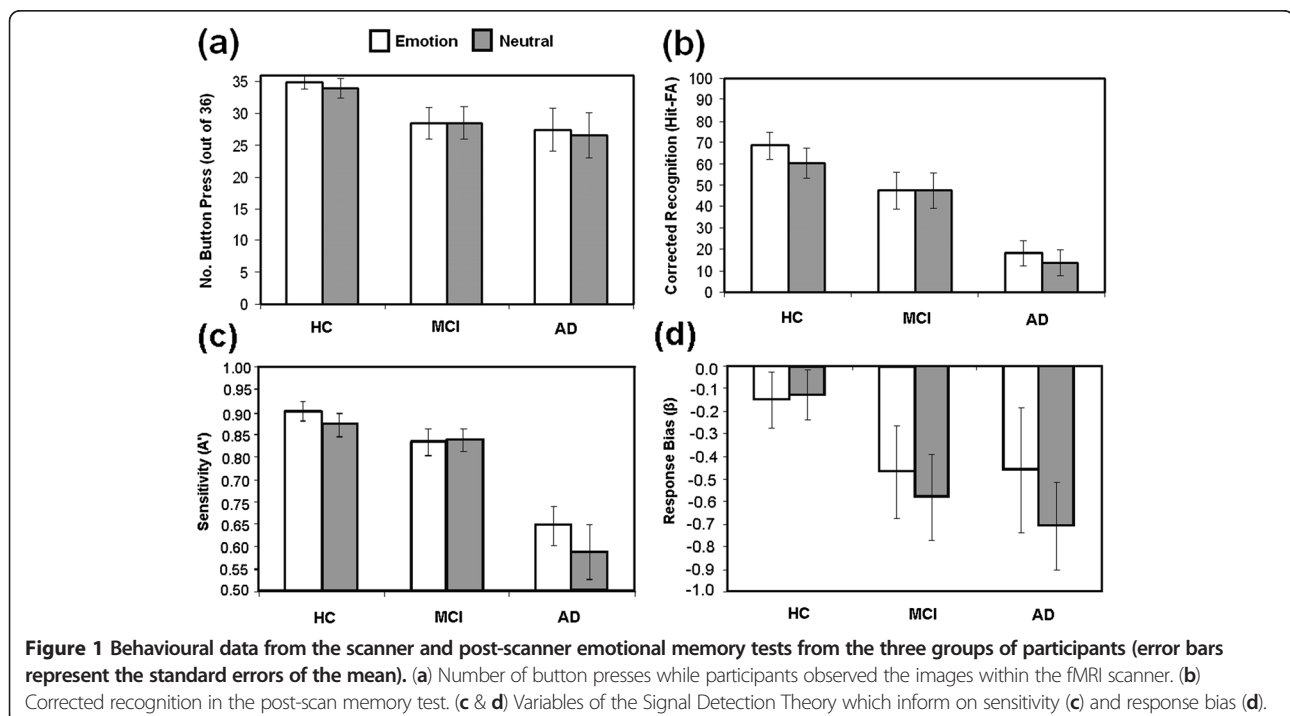 (a)
Emotion Neutral
No. Button Press (out of 36)
35
30
25
20
15
10
5
0
HC MCI AD
(b)
Corrected Recognition (Hit-FA)
100
90
80
70
60
50
40
30
20
10
0
HC MCI AD
(c)
Sensitivity (A')
1.00
0.95
0.90
0.85
0.80
0.75
0.70
0.65
0.60
0.55
0.50
HC MCI AD
(d)
Response Bias (β)
0.0
-0.1
-0.2
-0.3
-0.4
-0.5
-0.6
-0.7
-0.8
-0.9
-1.0
HC MCI AD
Figure 1 Behavioural data from the scanner and post-scanner emotional memory tests from the three groups of participants (error bars
represent the standard errors of the mean). (a) Number of button presses while participants observed the images within the fMRI scanner. (b)
Corrected recognition in the post-scan memory test. (c & d) Variables of the Signal Detection Theory which inform on sensitivity (c) and response bias (d).